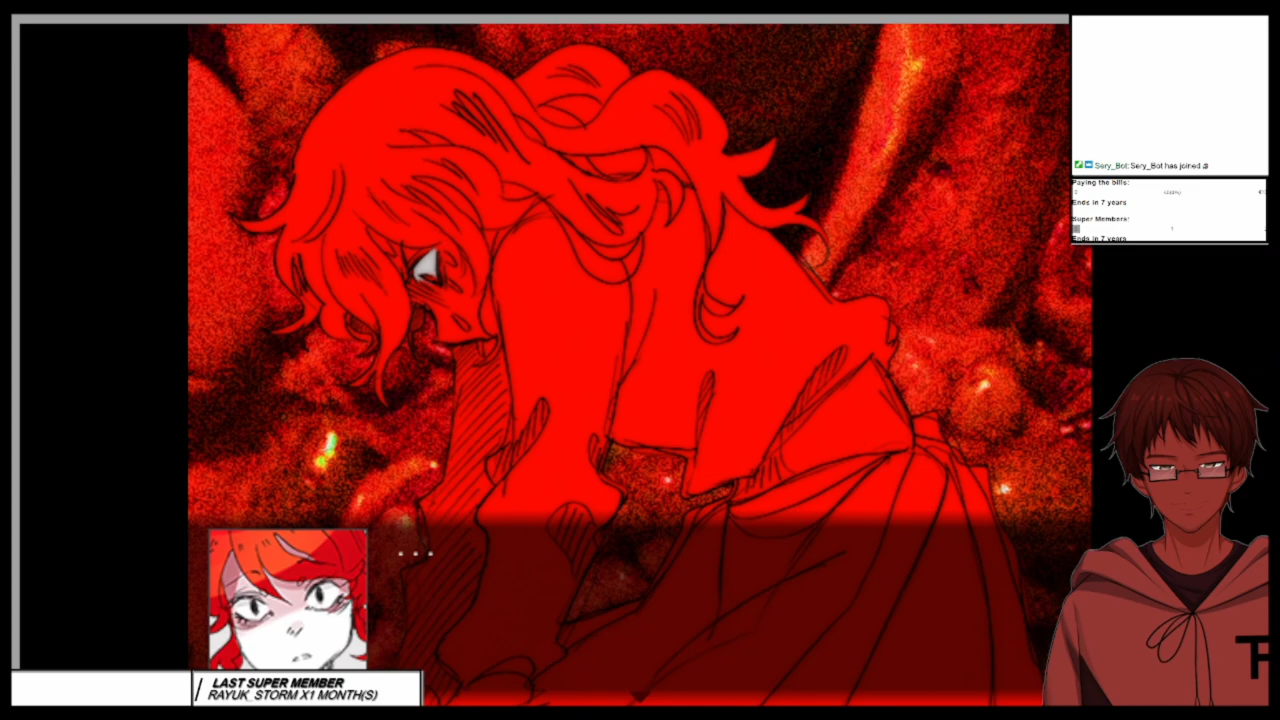 Sery_Bot: Sery_Bot has joined
Paying the bills:
Ends in 7 years
Super Members:
1
Ends in 7 years
. . .
LAST SUPER MEMBER
RAYUK_STORM X1 MONTH(S)